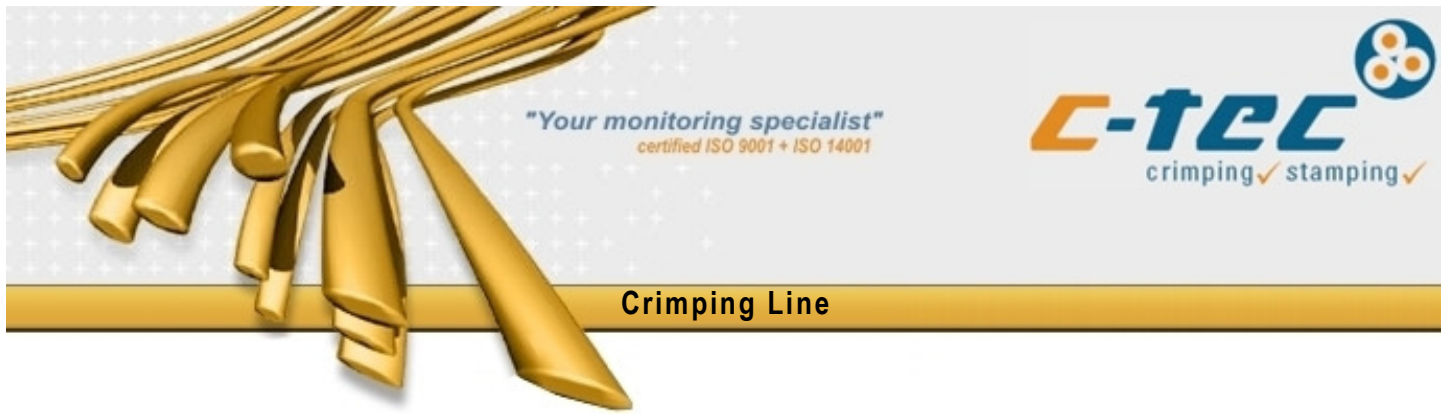 "Your monitoring specialist"
certified ISO 9001 + ISO 14001
c-tec
crimping✓ stamping✓
Crimping Line